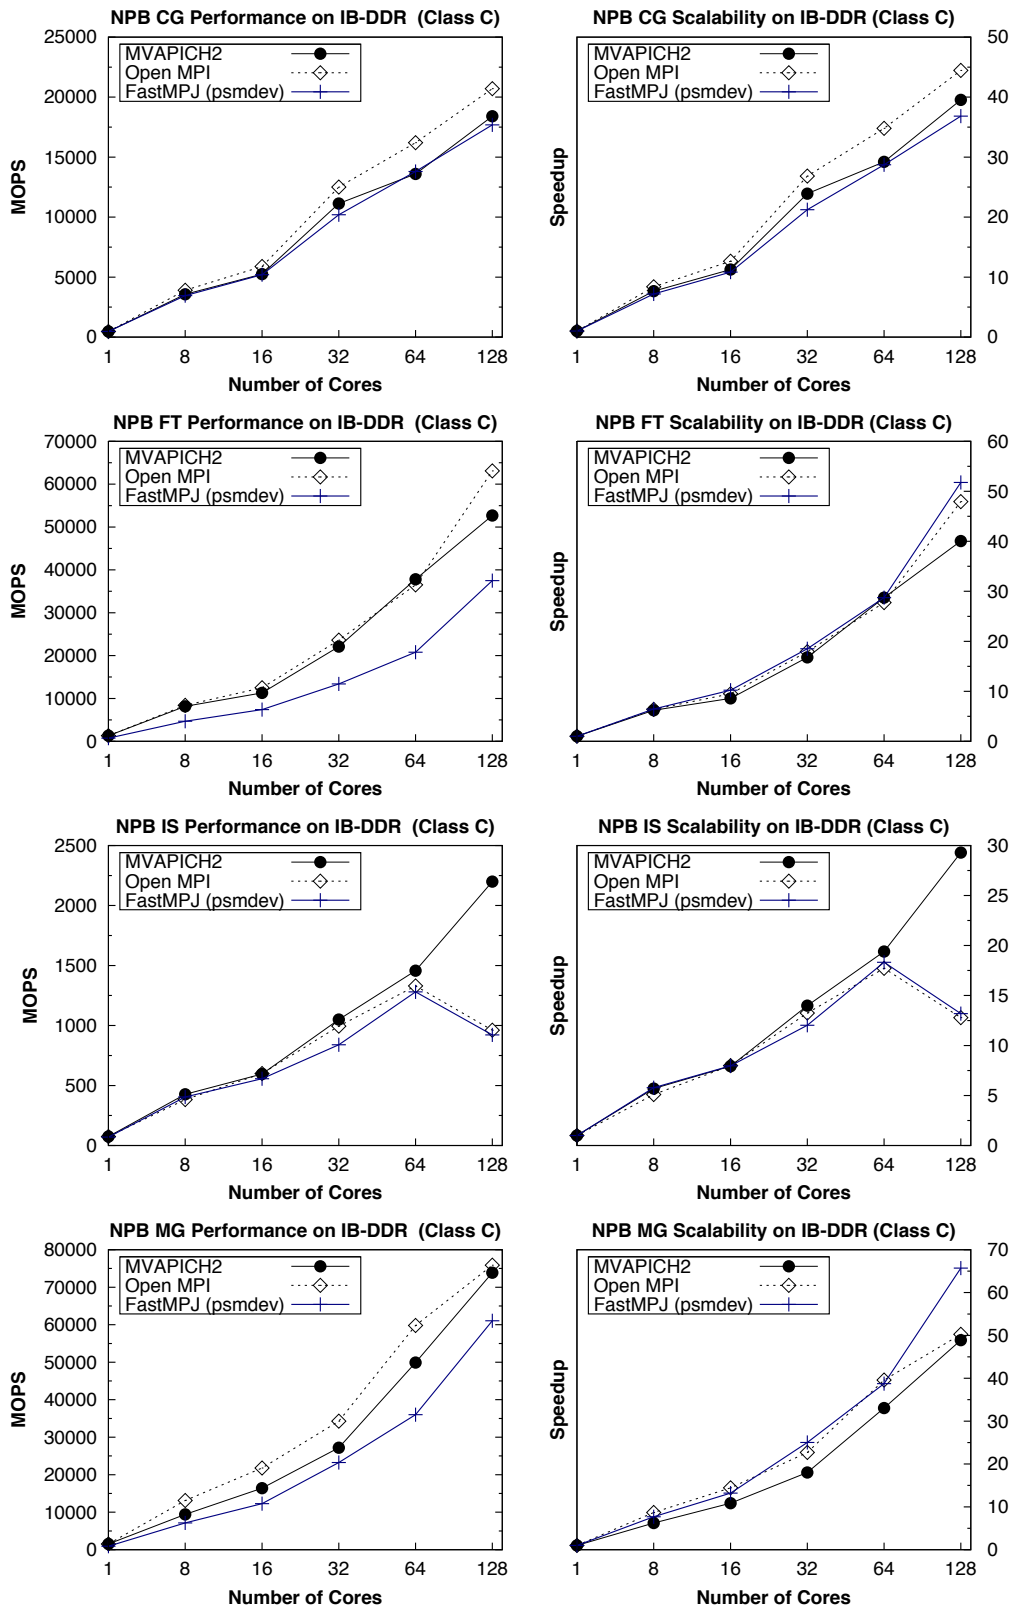 NPB CG Performance on IB-DDR (Class C)
25000
20000
15000
10000
5000
0
MOPS
MVAPICH2
Open MPI
FastMPJ (psmdev)
1 8 16 32 64 128
Number of Cores
NPB CG Scalability on IB-DDR (Class C)
50
40
30
20
10
0
Speedup
MVAPICH2
Open MPI
FastMPJ (psmdev)
1 8 16 32 64 128
Number of Cores
NPB FT Performance on IB-DDR (Class C)
70000
60000
50000
40000
30000
20000
10000
0
MOPS
MVAPICH2
Open MPI
FastMPJ (psmdev)
1 8 16 32 64 128
Number of Cores
NPB FT Scalability on IB-DDR (Class C)
60
50
40
30
20
10
0
Speedup
MVAPICH2
Open MPI
FastMPJ (psmdev)
1 8 16 32 64 128
Number of Cores
NPB IS Performance on IB-DDR (Class C)
2500
2000
1500
1000
500
0
MOPS
MVAPICH2
Open MPI
FastMPJ (psmdev)
1 8 16 32 64 128
Number of Cores
NPB IS Scalability on IB-DDR (Class C)
30
25
20
15
10
5
0
Speedup
MVAPICH2
Open MPI
FastMPJ (psmdev)
1 8 16 32 64 128
Number of Cores
NPB MG Performance on IB-DDR (Class C)
80000
70000
60000
50000
40000
30000
20000
10000
0
MOPS
MVAPICH2
Open MPI
FastMPJ (psmdev)
1 8 16 32 64 128
Number of Cores
NPB MG Scalability on IB-DDR (Class C)
70
60
50
40
30
20
10
0
Speedup
MVAPICH2
Open MPI
FastMPJ (psmdev)
1 8 16 32 64 128
Number of Cores